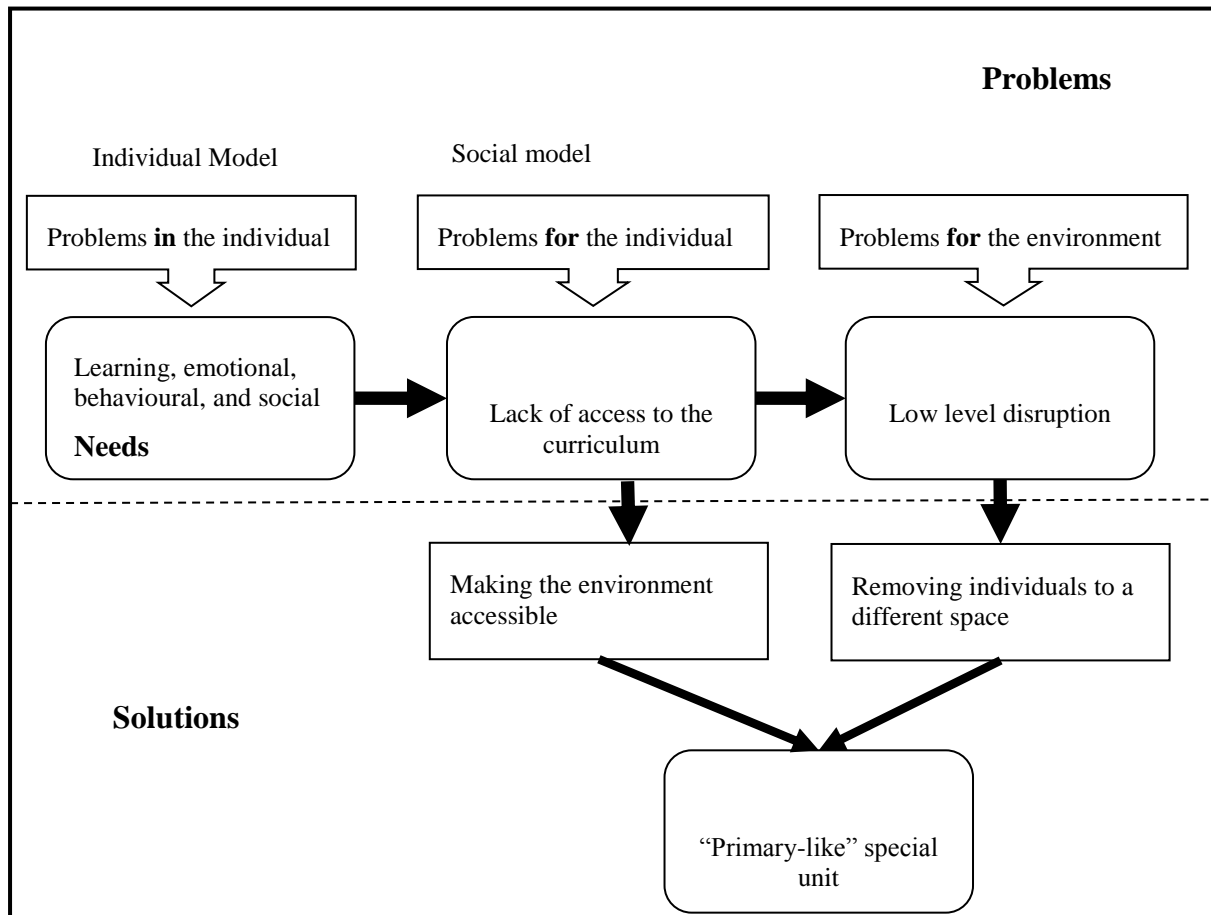 Problems
Individual Model
Social model
Problems in the individual
Problems for the individual
Problems for the environment
Learning, emotional,
behavioural, and social
Needs
Lack of access to the
curriculum
Low level disruption
Making the environment
accessible
Removing individuals to a
different space
Solutions
“Primary-like” special
unit